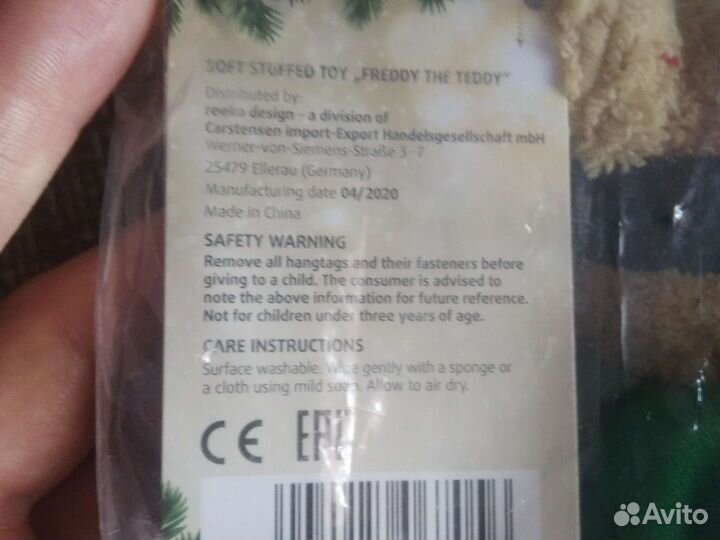 SOFT STUFFED TOY „FREDDY THE TEDDY"
Distributed by:
reeko design - a division of
Carstensen import-Export Handelsgesellschaft mbH
Werner-von-Siemens-Straße 3-7
25479 Ellerau (Germany)
Manufacturing date 04/2020
Made in China
SAFETY WARNING
Remove all hangtags and their fasteners before
giving to a child. The consumer is advised to
note the above information for future reference.
Not for children under three years of age.
CARE INSTRUCTIONS
Surface washable. Wipe gently with a sponge or
a cloth using mild soap. Allow to air dry.
CE EAC
Avito